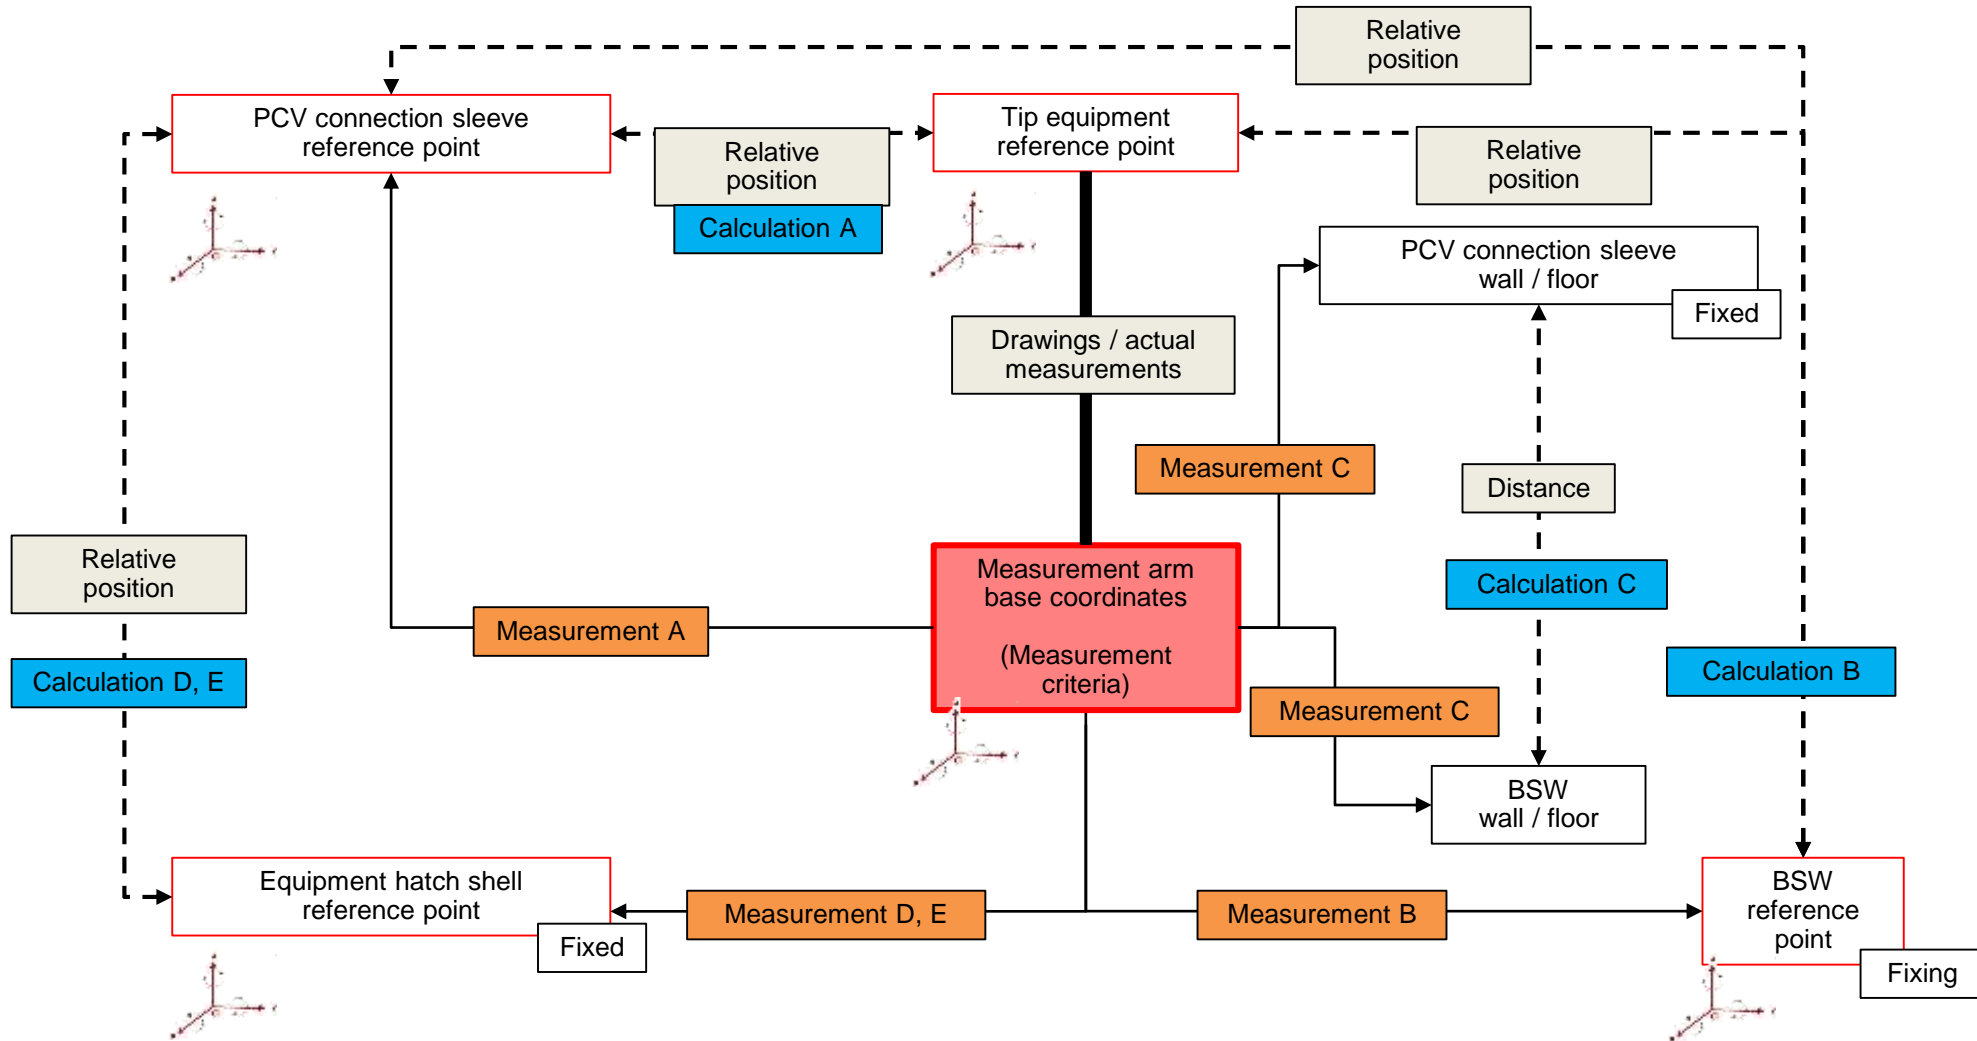 Relative
position
PCV connection sleeve
reference point
Tip equipment
reference point
Relative
position
Calculation A
Relative
position
PCV connection sleeve
wall / floor
Fixed
Drawings / actual
measurements
Measurement C
Distance
Relative
position
Measurement arm
base coordinates
(Measurement
criteria)
Calculation C
Measurement A
Calculation D, E
Calculation B
Measurement C
BSW
wall / floor
Equipment hatch shell
reference point
Fixed
Measurement D, E
Measurement B
BSW
reference
point
Fixing